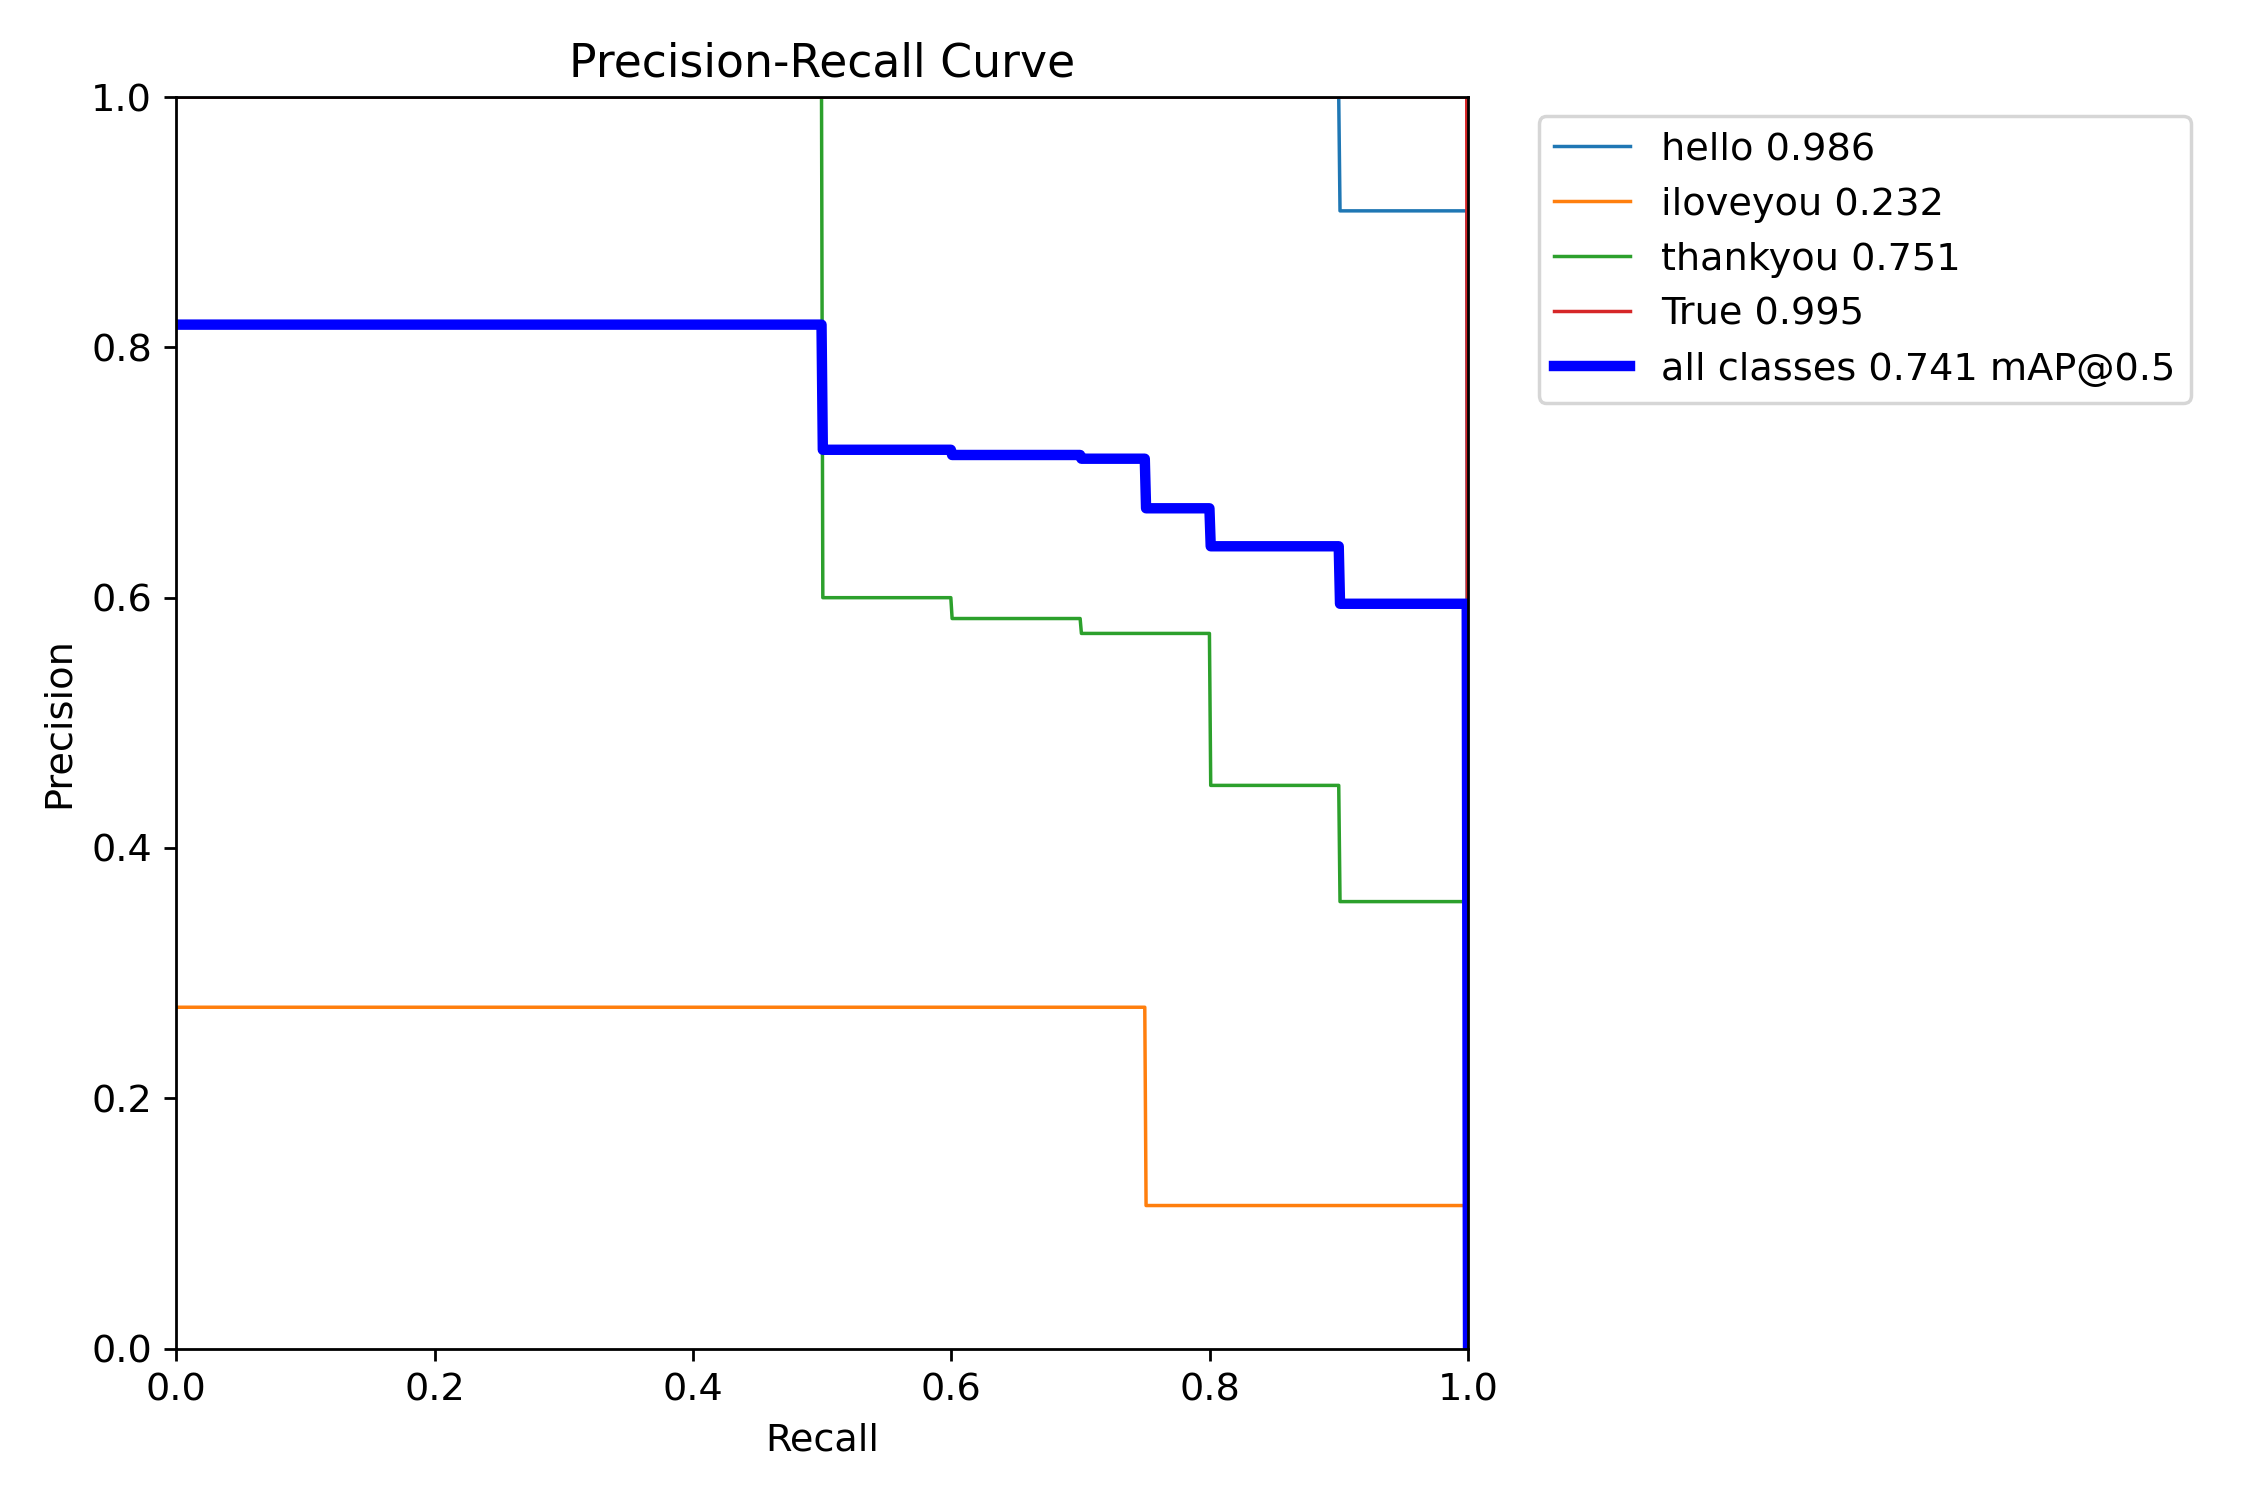 Precision-Recall Curve
1.0
0.8
0.6
0.4
0.2
0.0
Precision
0.0 0.2 0.4 0.6 0.8 1.0
Recall
hello 0.986
iloveyou 0.232
thankyou 0.751
True 0.995
all classes 0.741 mAP@0.5